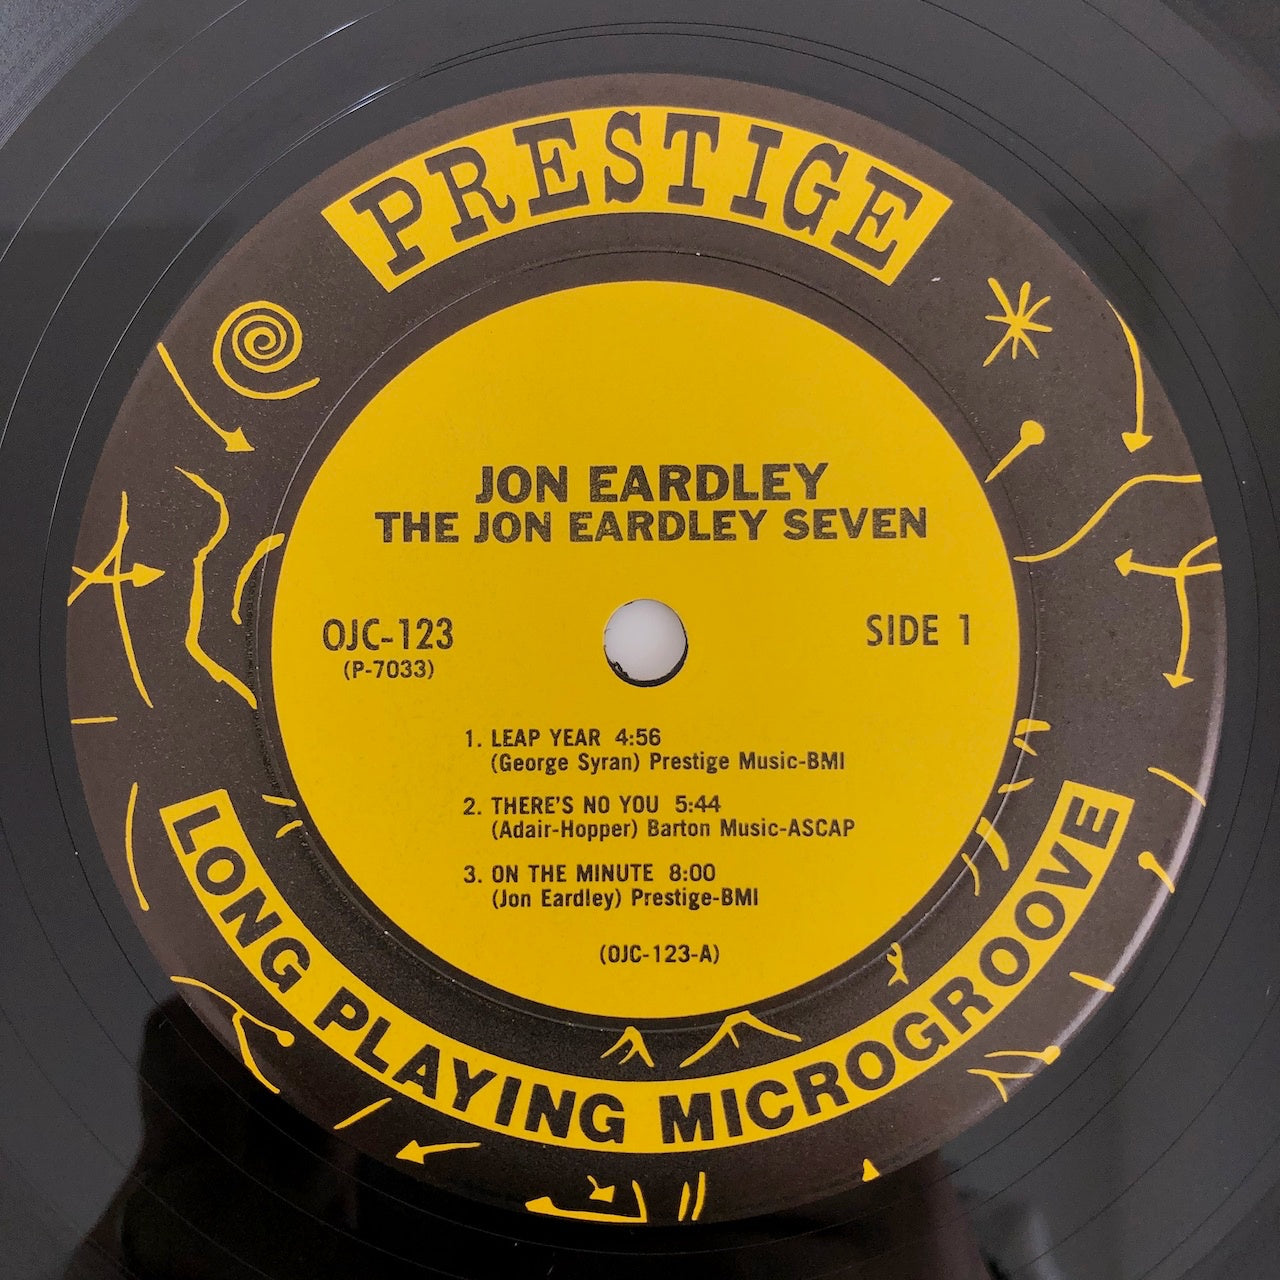 PRESTIGE
JON EARDLEY
THE JON EARDLEY SEVEN
OJC-123
(P-7033)
SIDE 1
1. LEAP YEAR 4:56
(George Syran) Prestige Music-BMI
2. THERE'S NO YOU 5:44
(Adair-Hopper) Barton Music-ASCAP
3. ON THE MINUTE 8:00
(Jon Eardley) Prestige-BMI
(OJC-123-A)
LONG PLAYING MICROGROOVE